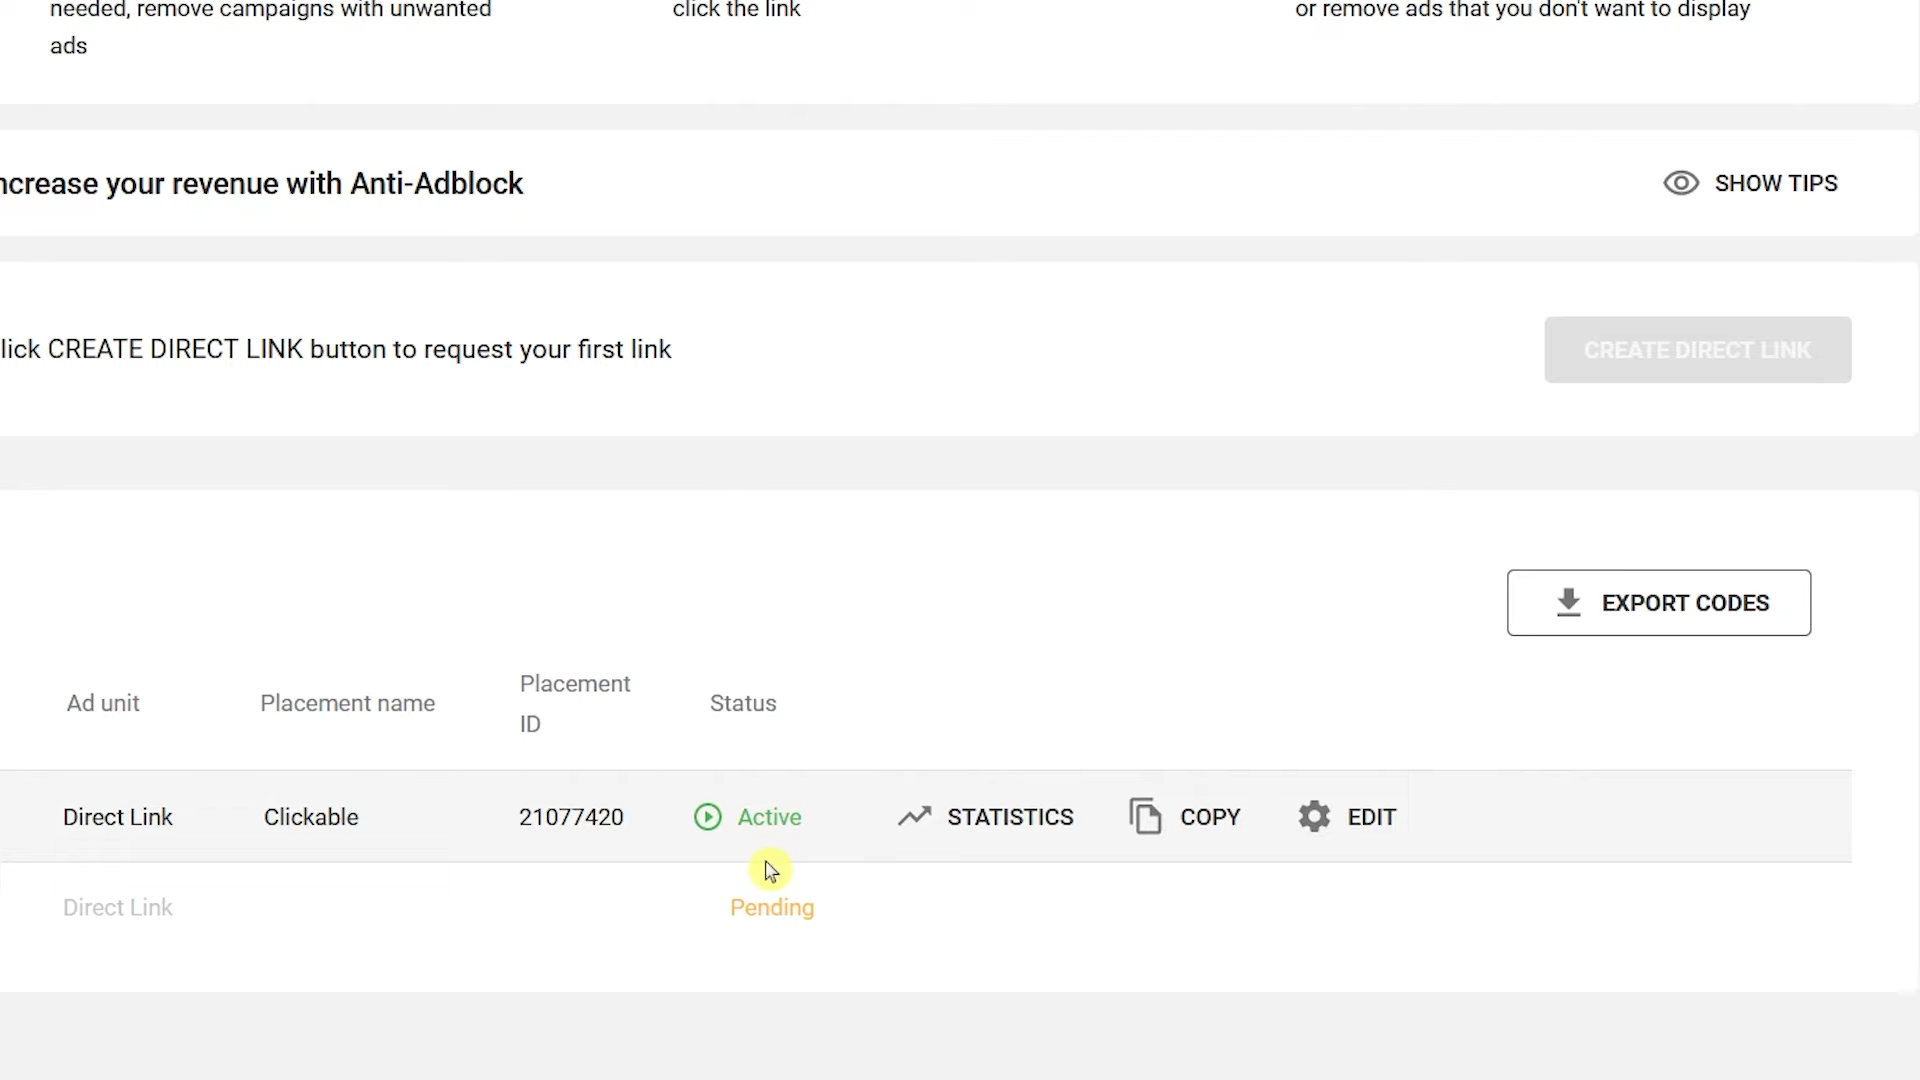 needed, remove campaigns with unwanted
ads
click the link
or remove ads that you don't want to display
ncrease your revenue with Anti-Adblock
SHOW TIPS
lick CREATE DIRECT LINK button to request your first link
CREATE DIRECT LINK
EXPORT CODES
Ad unit
Placement name
Placement
ID
Status
Direct Link
Clickable
21077420
Active
STATISTICS
COPY
EDIT
Direct Link
Pending